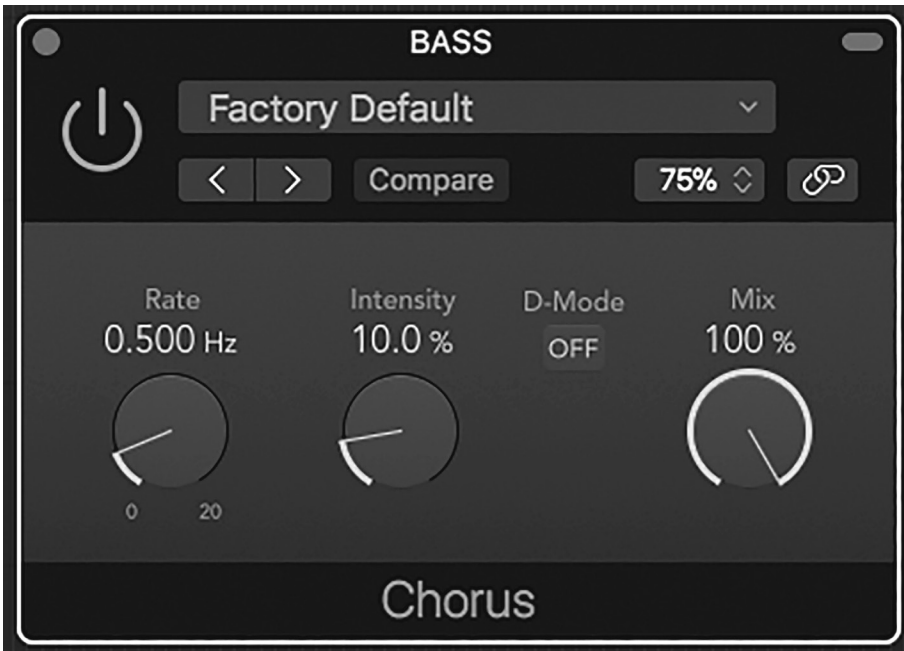 BASS
Factory Default
Compare 75%
Rate Intensity D-Mode Mix
0.500 Hz 10.0 % OFF 100 %
0 20
Chorus